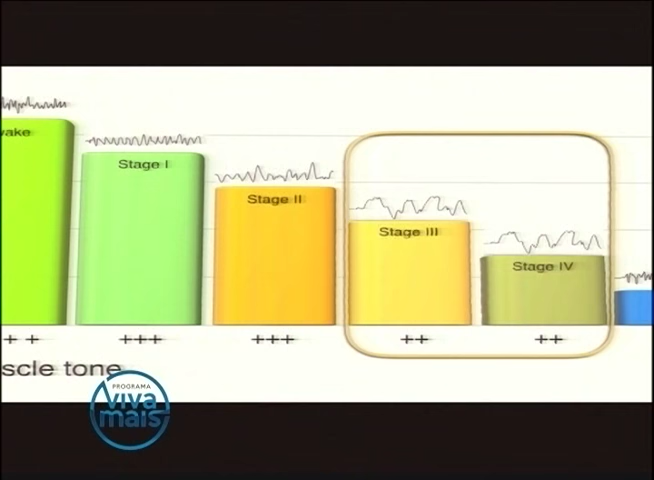 wake
Stage I
Stage II
Stage III
Stage IV
++ +++ +++ ++ ++
scle tone
PROGRAMA
viva
mais